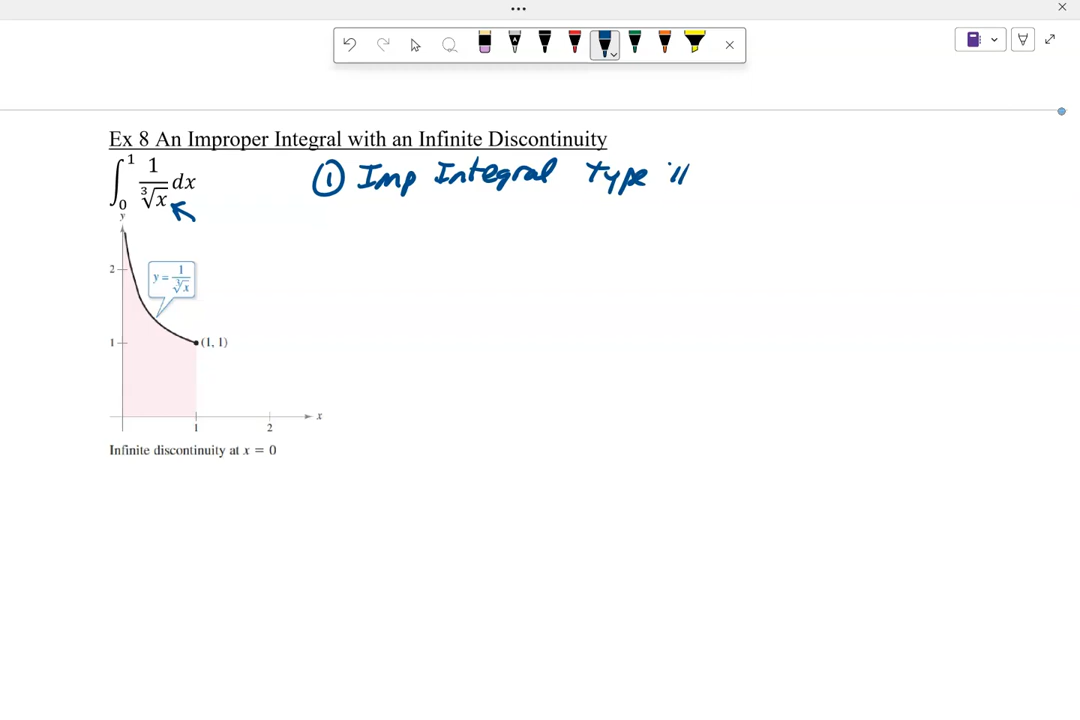 Ex 8 An Improper Integral with an Infinite Discontinuity
∫₀¹ 1/∛x dx
① Imp Integral Type ii
y
2
y = 1/∛x
1
(1, 1)
x
1 2
Infinite discontinuity at x = 0